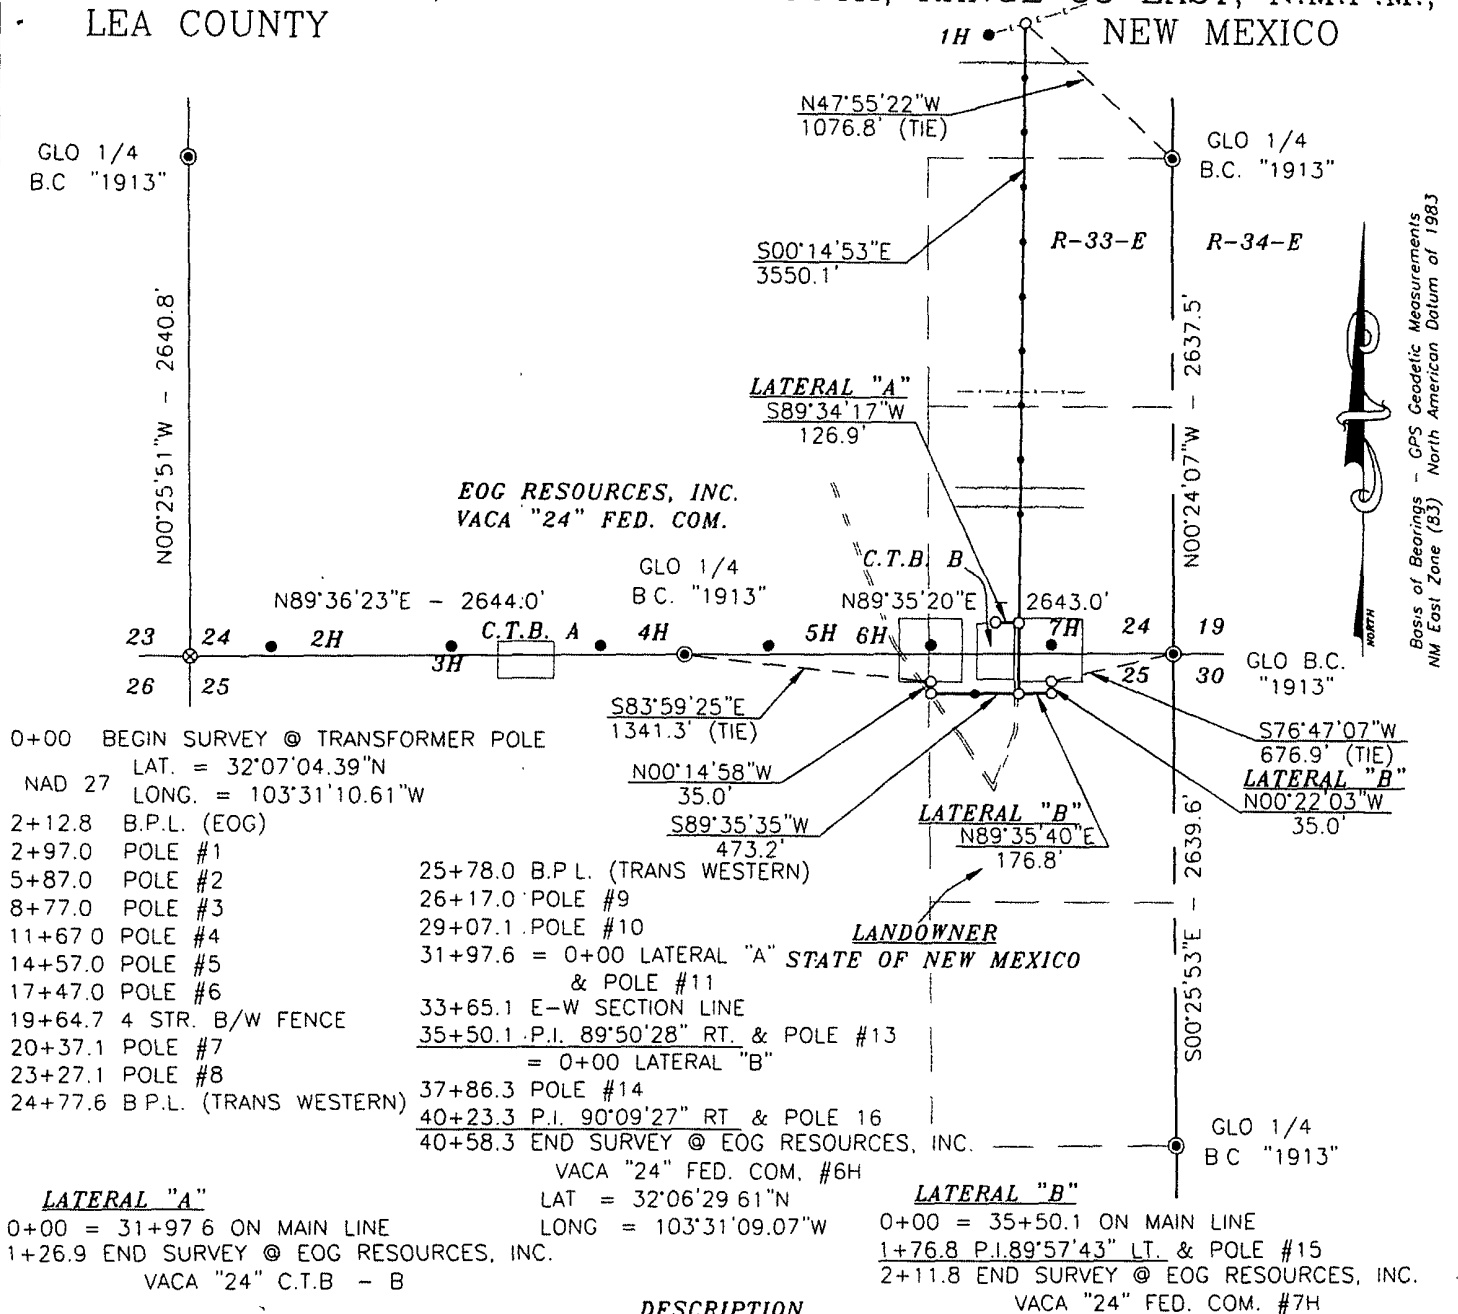 LEA COUNTY
NEW MEXICO
1H
N47°55'22"W
1076.8' (TIE)
GLO 1/4
B.C "1913"
GLO 1/4
B.C. "1913"
S00°14'53"E
3550.1'
R-33-E
R-34-E
N00°25'51"W - 2640.8'
N00°24'07"W - 2637.5'
Basis of Bearings - GPS Geodetic Measurements
NM East Zone (83) North American Datum of 1983
NORTH
LATERAL "A"
S89°34'17"W
126.9'
EOG RESOURCES, INC.
VACA "24" FED. COM.
C.T.B. B
GLO 1/4
B C. "1913"
N89°36'23"E - 2644.0'
N89°35'20"E - 2643.0'
23 24
2H
3H
C.T.B. A
4H
5H
6H
7H
24 19
26 25
25 30
GLO B.C.
"1913"
S83°59'25"E
1341.3' (TIE)
S76°47'07"W
676.9' (TIE)
N00°14'58"W
35.0'
LATERAL "B"
N00°22'03"W
35.0'
S89°35'35"W
473.2'
LATERAL "B"
N89°35'40"E
176.8'
S00°25'53"E - 2639.6'
LANDOWNER
STATE OF NEW MEXICO
0+00 BEGIN SURVEY @ TRANSFORMER POLE
LAT. = 32°07'04.39"N
NAD 27
LONG. = 103°31'10.61"W
2+12.8 B.P.L. (EOG)
2+97.0 POLE #1
5+87.0 POLE #2
8+77.0 POLE #3
11+67 0 POLE #4
14+57.0 POLE #5
17+47.0 POLE #6
19+64.7 4 STR. B/W FENCE
20+37.1 POLE #7
23+27.1 POLE #8
24+77.6 B P.L. (TRANS WESTERN)
25+78.0 B.P L. (TRANS WESTERN)
26+17.0 POLE #9
29+07.1 POLE #10
31+97.6 = 0+00 LATERAL "A"
& POLE #11
33+65.1 E-W SECTION LINE
35+50.1 P.I. 89°50'28" RT. & POLE #13
= 0+00 LATERAL "B"
37+86.3 POLE #14
40+23.3 P.I. 90°09'27" RT & POLE 16
40+58.3 END SURVEY @ EOG RESOURCES, INC.
VACA "24" FED. COM. #6H
LAT = 32°06'29 61"N
LONG = 103°31'09.07"W
GLO 1/4
B C "1913"
LATERAL "A"
0+00 = 31+97 6 ON MAIN LINE
1+26.9 END SURVEY @ EOG RESOURCES, INC.
VACA "24" C.T.B - B
LATERAL "B"
0+00 = 35+50.1 ON MAIN LINE
1+76.8 P.I.89°57'43" LT. & POLE #15
2+11.8 END SURVEY @ EOG RESOURCES, INC.
VACA "24" FED. COM. #7H
DESCRIPTION